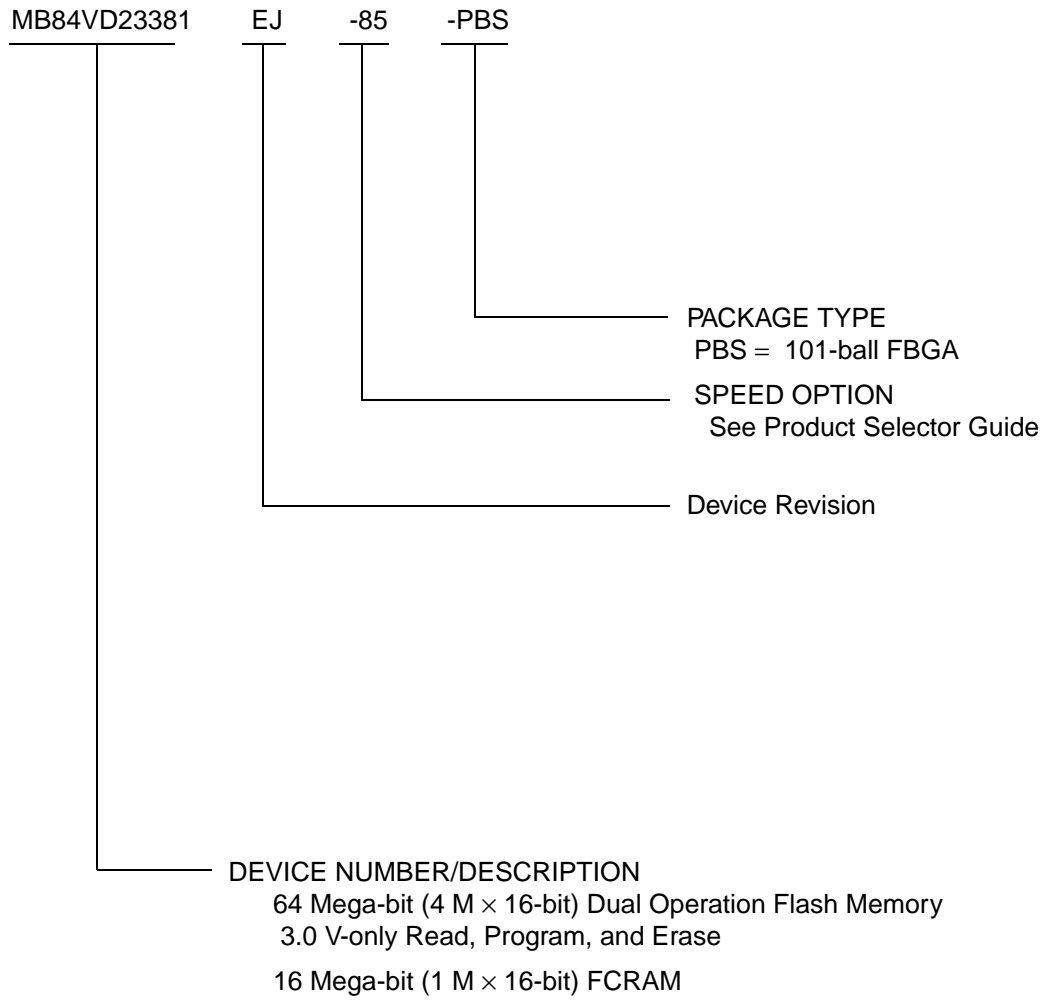 MB84VD23381 EJ -85 -PBS
PACKAGE TYPE
PBS = 101-ball FBGA
SPEED OPTION
See Product Selector Guide
Device Revision
DEVICE NUMBER/DESCRIPTION
64 Mega-bit (4 M × 16-bit) Dual Operation Flash Memory
3.0 V-only Read, Program, and Erase
16 Mega-bit (1 M × 16-bit) FCRAM